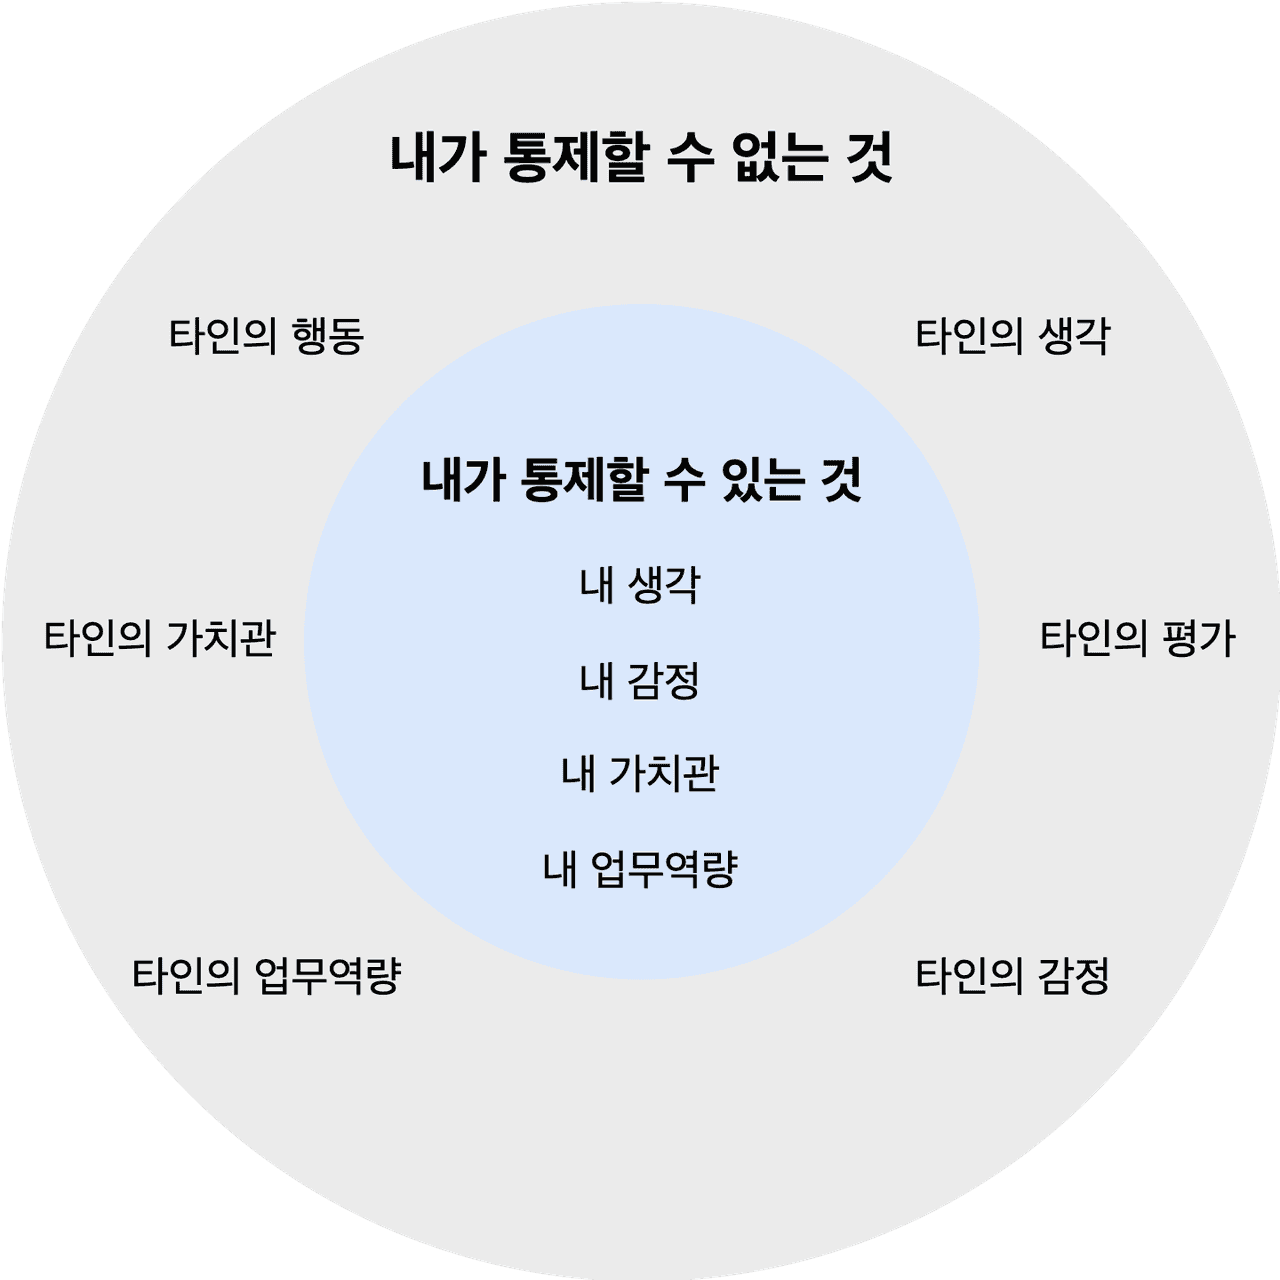 내가 통제할 수 없는 것
타인의 행동
타인의 생각
내가 통제할 수 있는 것
내 생각
타인의 가치관
타인의 평가
내 감정
내 가치관
내 업무역량
타인의 업무역량
타인의 감정